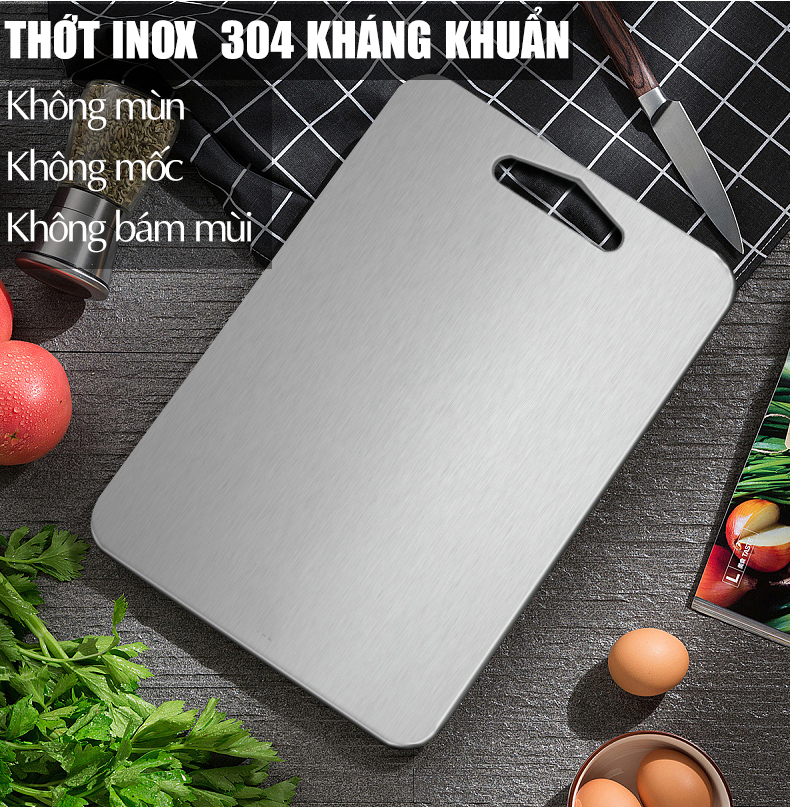 THỚT INOX 304 KHÁNG KHUẨN
Không mùn
Không mốc
Không bám mùi
L